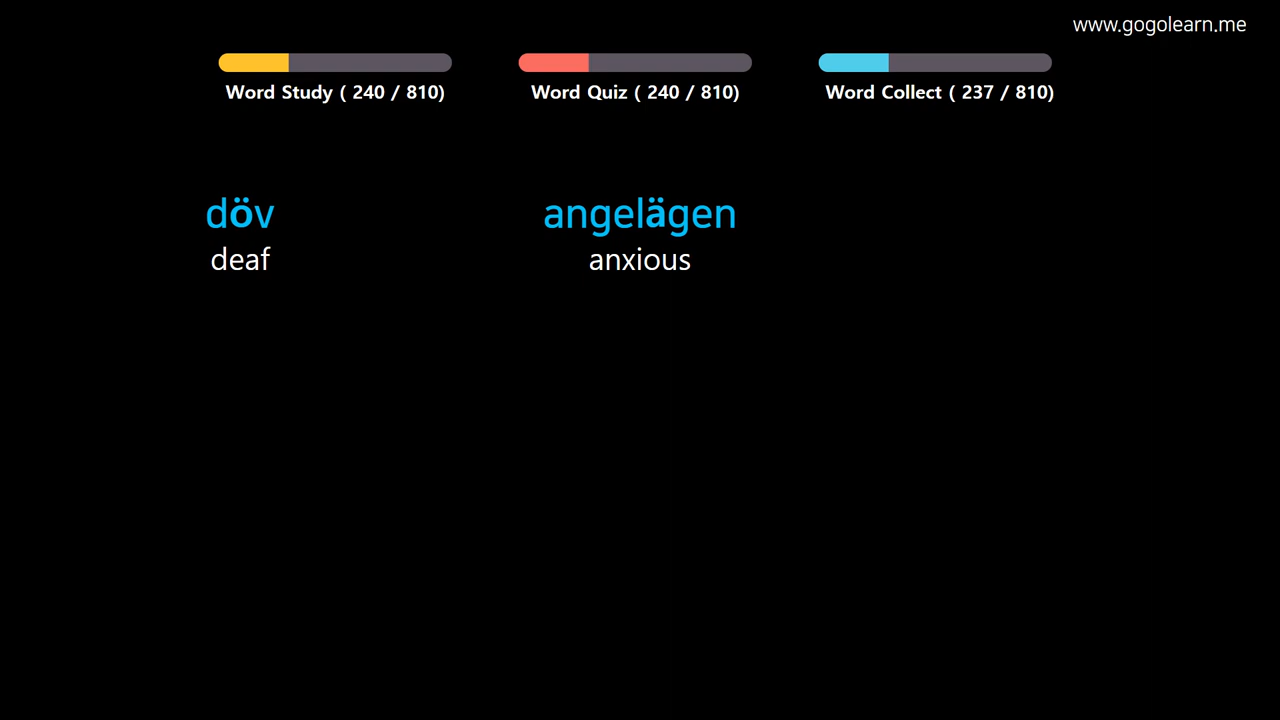 www.gogolearn.me
Word Study ( 240 / 810)
Word Quiz ( 240 / 810)
Word Collect ( 237 / 810)
döv
deaf
angelägen
anxious